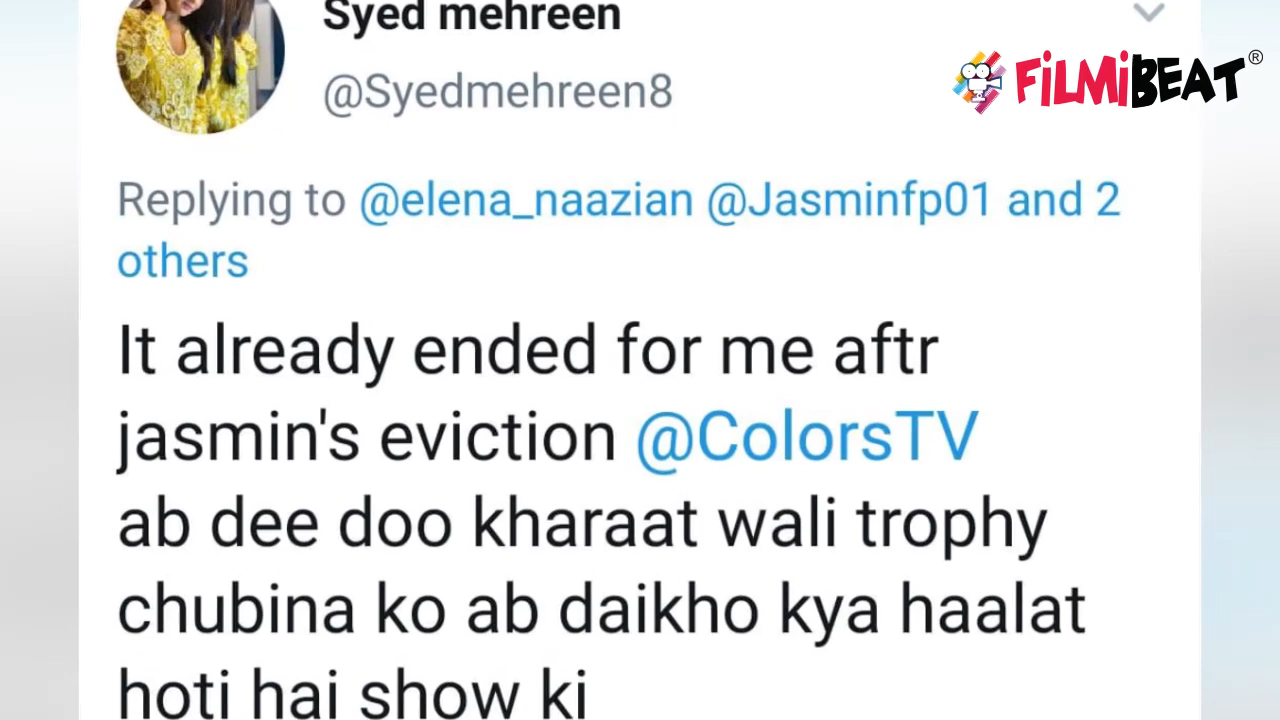 Syed mehreen
@Syedmehreen8
FiLMiBEAT®
Replying to @elena_naazian @Jasminfp01 and 2
others
It already ended for me aftr
jasmin's eviction @ColorsTV
ab dee doo kharaat wali trophy
chubina ko ab daikho kya haalat
hoti hai show ki